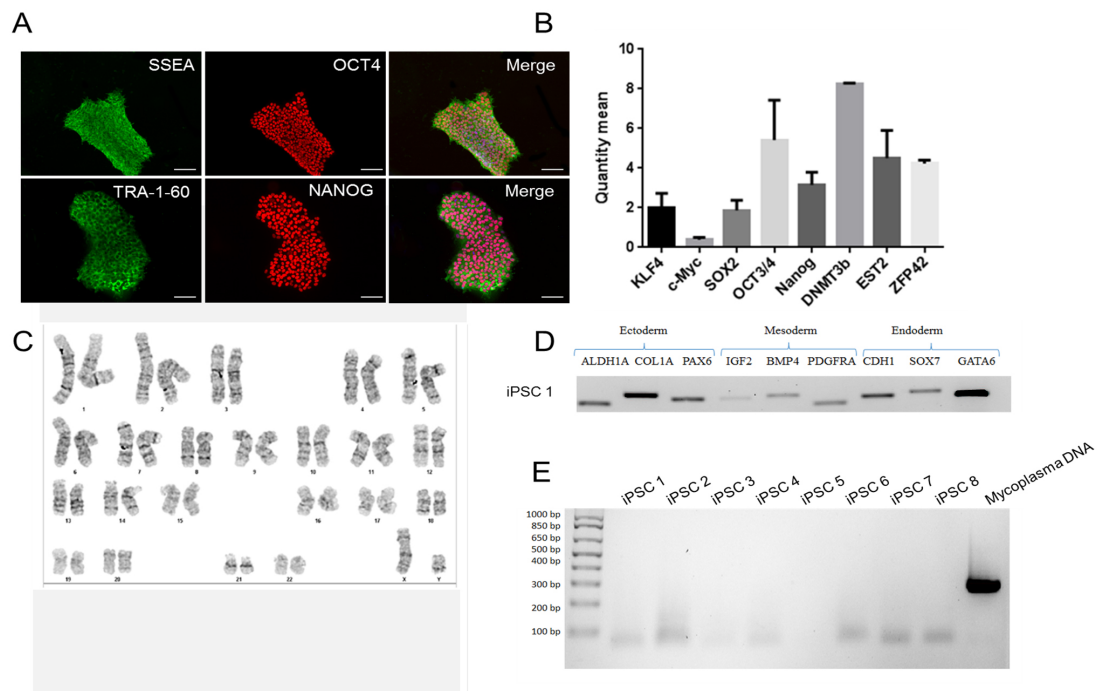 A
SSEA
OCT4
Merge
TRA-1-60
NANOG
Merge
B
Quantity mean
10
8
6
4
2
0
KLF4
c-Myc
SOX2
OCT3/4
Nanog
DNMT3b
EST2
ZFP42
C
1 2 3 4 5
6 7 8 9 10 11 12
13 14 15 16 17 18
19 20 21 22 X Y
D
Ectoderm Mesoderm Endoderm
ALDH1A COL1A PAX6 IGF2 BMP4 PDGFRA CDH1 SOX7 GATA6
iPSC 1
E
iPSC 1 iPSC 2 iPSC 3 iPSC 4 iPSC 5 iPSC 6 iPSC 7 iPSC 8 Mycoplasma DNA
1000 bp
850 bp
650 bp
500 bp
400 bp
300 bp
200 bp
100 bp